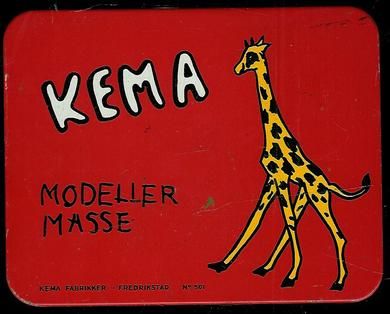 KEMA
MODELLER
MASSE
KEMA FABRIKKER - FREDRIKSTAD Nº 501